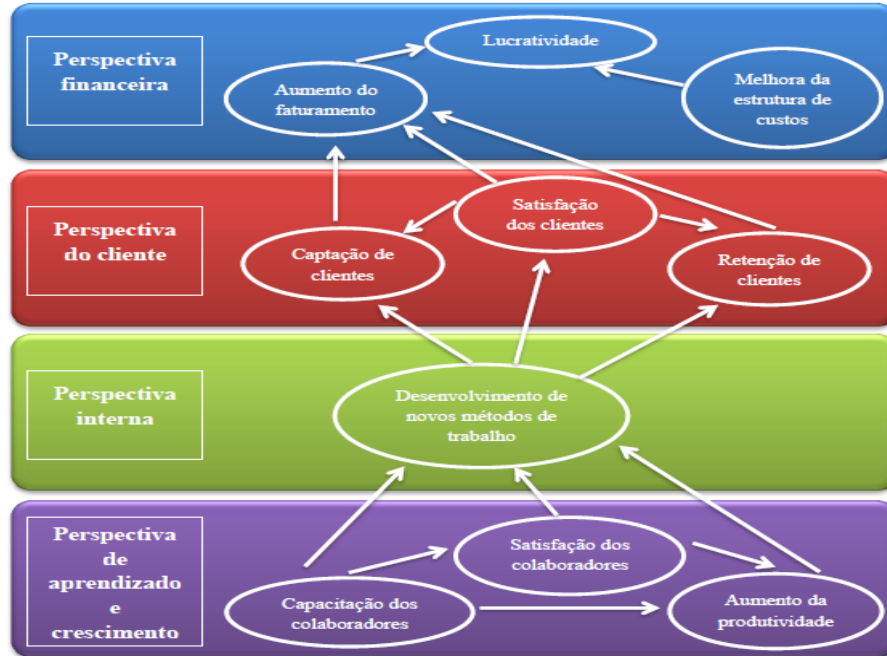 Perspectiva
financeira
Lucratividade
Aumento do
faturamento
Melhora da
estrutura de
custos
Perspectiva
do cliente
Satisfação
dos clientes
Captação de
clientes
Retenção de
clientes
Perspectiva
interna
Desenvolvimento de
novos métodos de
trabalho
Perspectiva
de
aprendizado
e
crescimento
Satisfação dos
colaboradores
Capacitação dos
colaboradores
Aumento da
produtividade